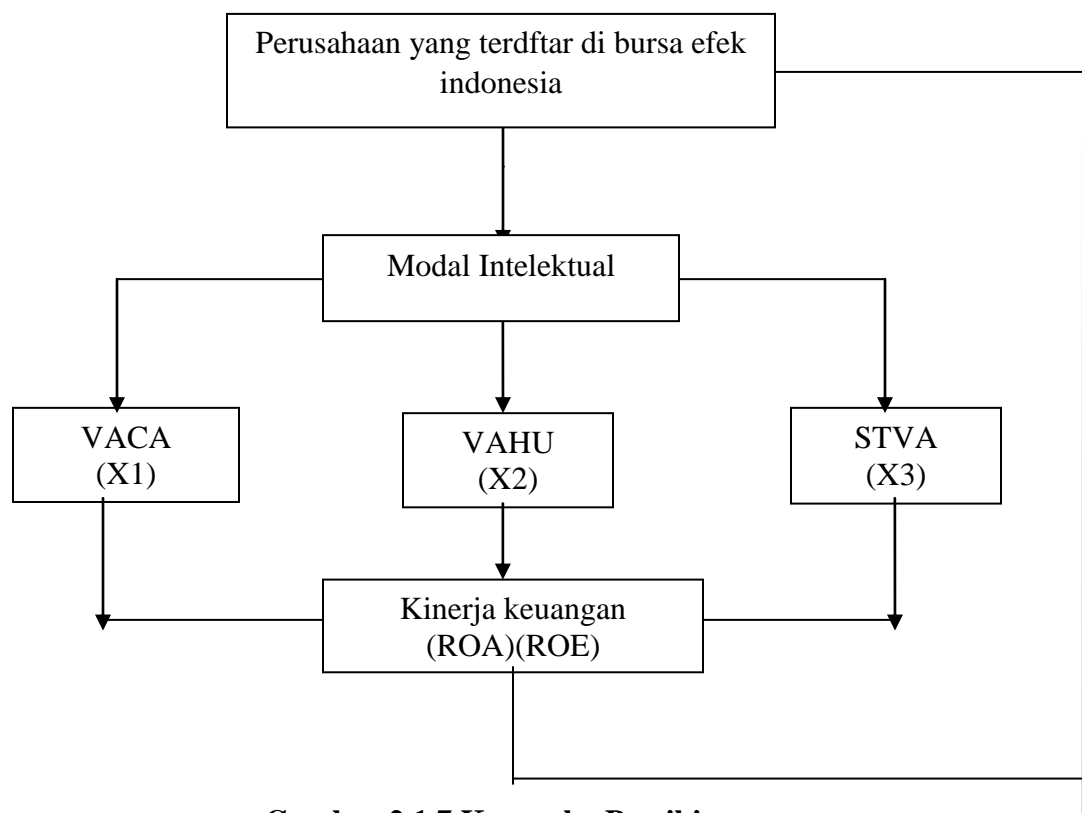 Perusahaan yang terdftar di bursa efek
indonesia
Modal Intelektual
VACA
(X1)
VAHU
(X2)
STVA
(X3)
Kinerja keuangan
(ROA)(ROE)